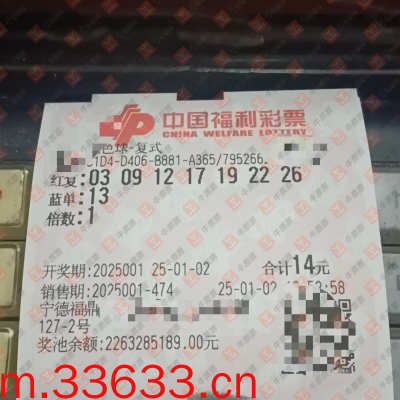 中国福利彩票
CHINA WELFARE LOTTERY
色球-复式
1D4-D406-B881-A365/795266
红复:03 09 12 17 19 22 26
蓝单:13
倍数:1
开奖期:2025001 25-01-02 合计14元
销售期:2025001-474 25-01-02 :58
宁德福鼎
127-2号
奖池余额:2263285189.00元
m.33633.cn